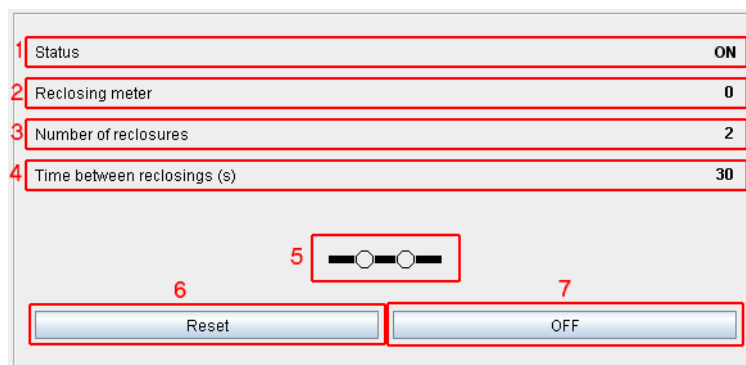 1 Status ON
2 Reclosing meter 0
3 Number of reclosures 2
4 Time between reclosings (s) 30
5
6 7
Reset OFF